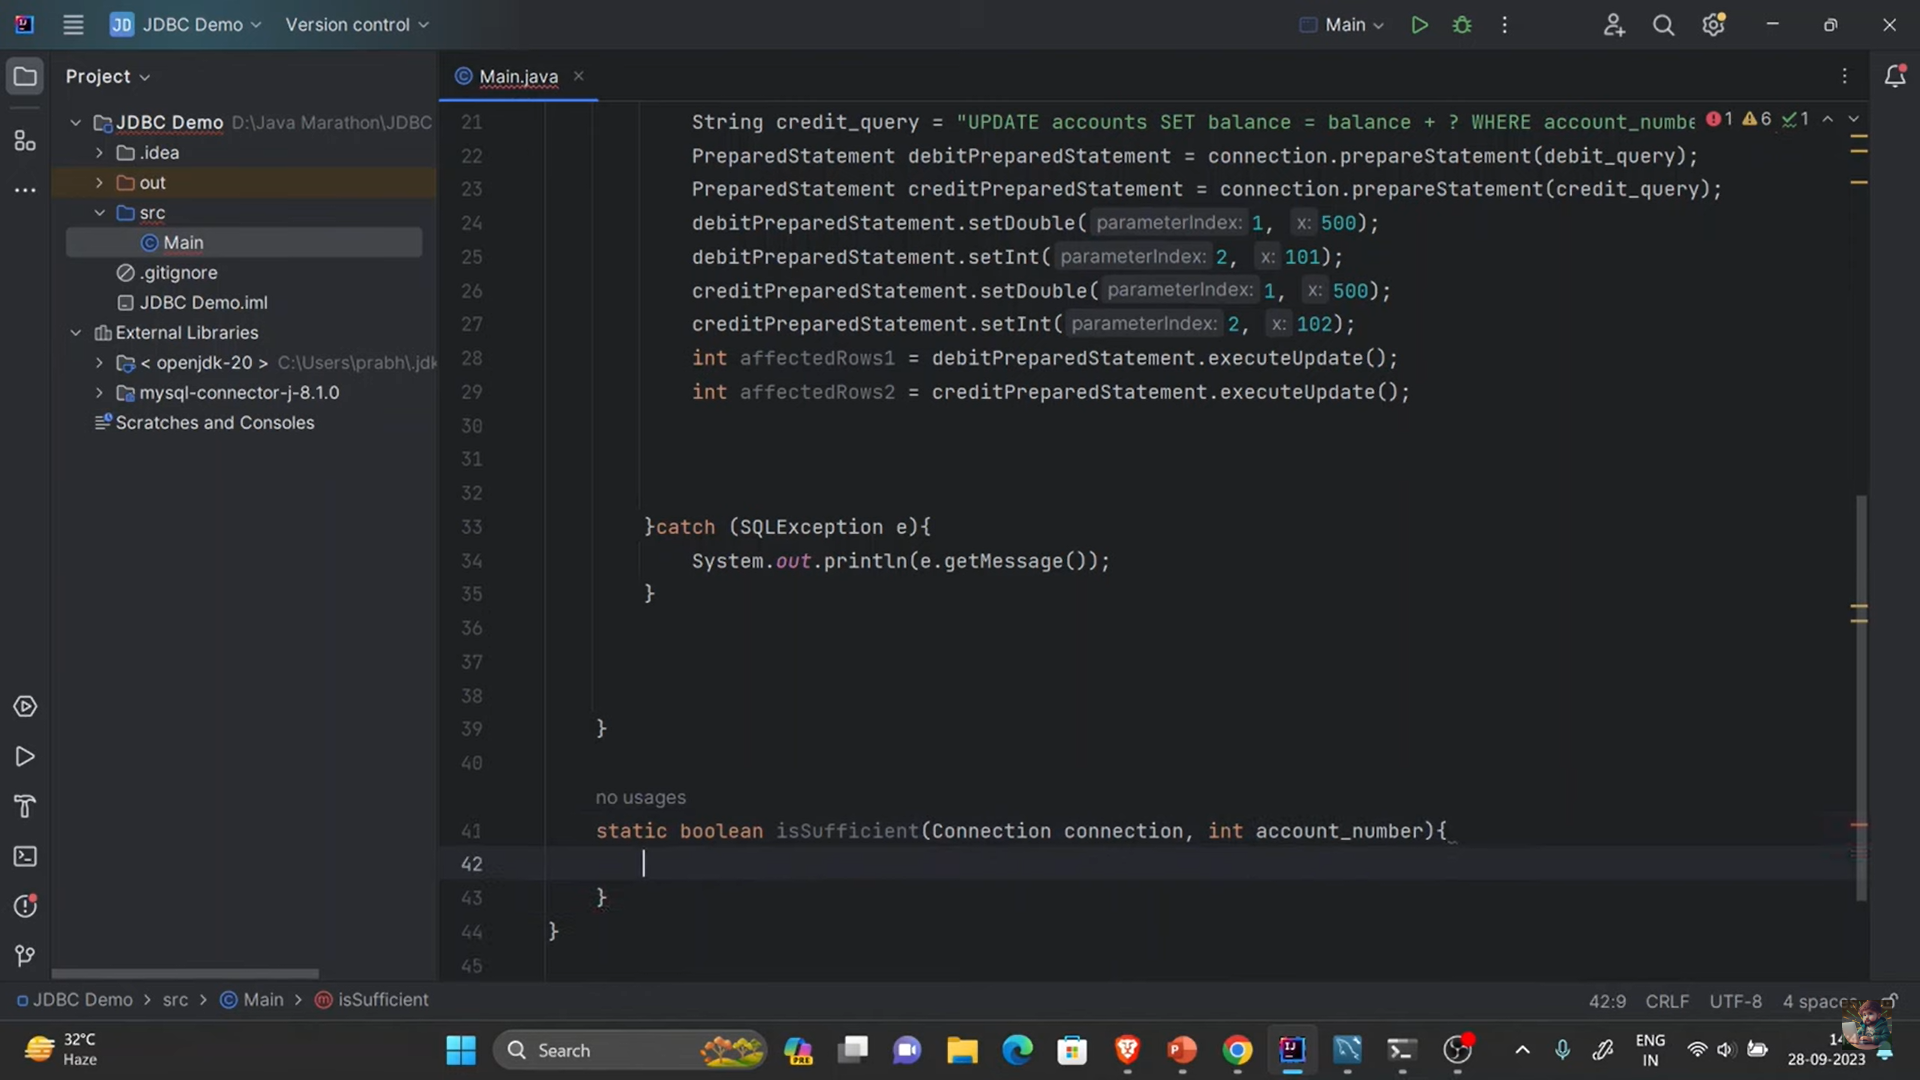 JD JDBC Demo Version control Main
Project
Main.java
JDBC Demo D:\Java Marathon\JDBC
.idea
out
src
Main
.gitignore
JDBC Demo.iml
External Libraries
< openjdk-20 > C:\Users\prabh\.jdk
mysql-connector-j-8.1.0
Scratches and Consoles
1 6 1
21 String credit_query = "UPDATE accounts SET balance = balance + ? WHERE account_numbe
22 PreparedStatement debitPreparedStatement = connection.prepareStatement(debit_query);
23 PreparedStatement creditPreparedStatement = connection.prepareStatement(credit_query);
24 debitPreparedStatement.setDouble( parameterIndex: 1, x: 500);
25 debitPreparedStatement.setInt( parameterIndex: 2, x: 101);
26 creditPreparedStatement.setDouble( parameterIndex: 1, x: 500);
27 creditPreparedStatement.setInt( parameterIndex: 2, x: 102);
28 int affectedRows1 = debitPreparedStatement.executeUpdate();
29 int affectedRows2 = creditPreparedStatement.executeUpdate();
30
31
32
33 }catch (SQLException e){
34 System.out.println(e.getMessage());
35 }
36
37
38
39 }
40
no usages
41 static boolean isSufficient(Connection connection, int account_number){
42
43 }
44 }
45
JDBC Demo > src > Main > isSufficient 42:9 CRLF UTF-8 4 spaces
32°C
Haze
Search
PRE
ENG
IN
28-09-2023